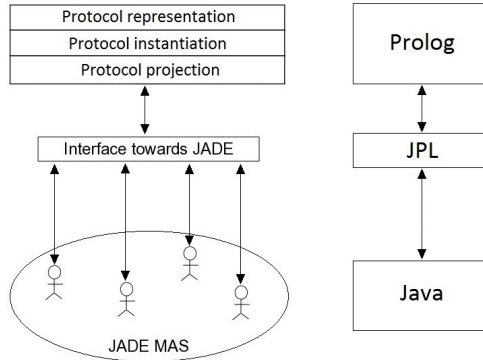 Protocol representation
Protocol instantiation
Protocol projection
Interface towards JADE
JADE MAS
Prolog
JPL
Java